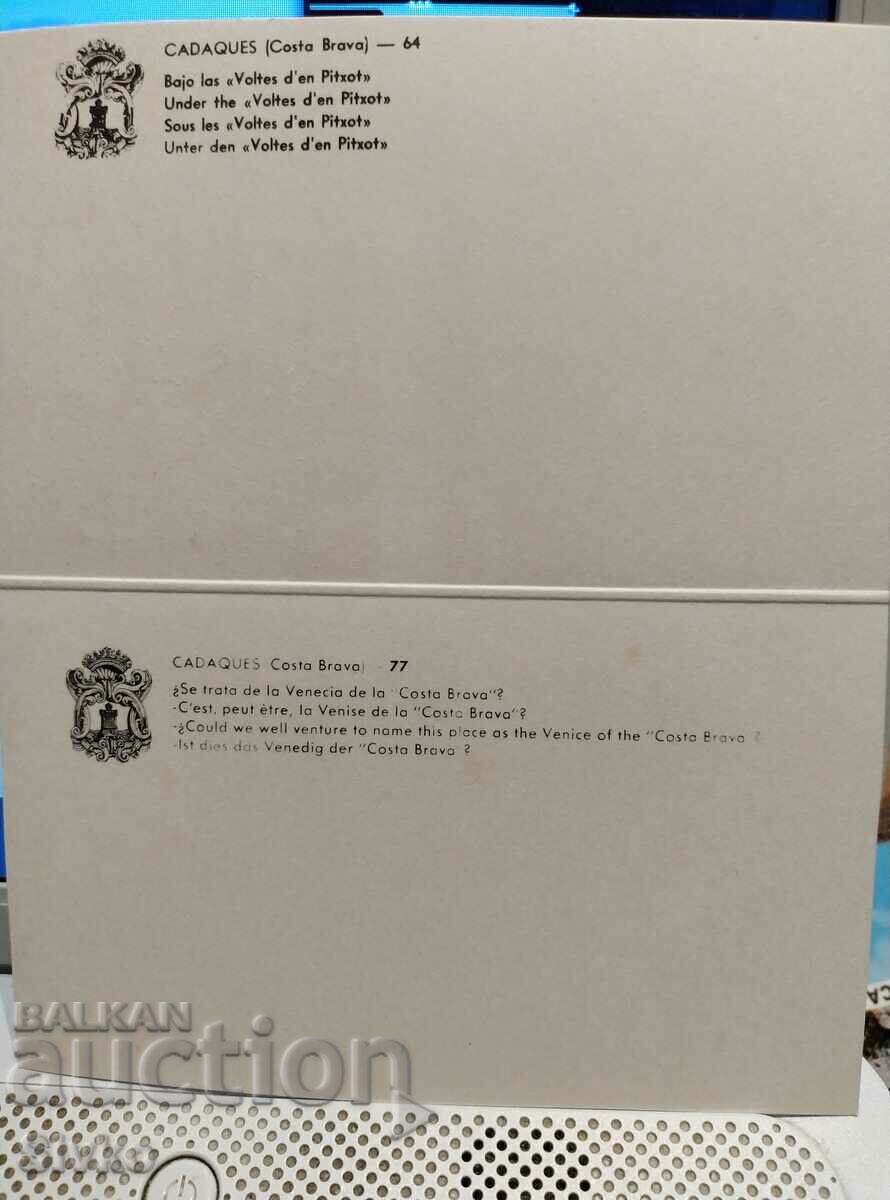 CADAQUES (Costa Brava) — 64
Bajo las «Voltes d'en Pitxot»
Under the «Voltes d'en Pitxot»
Sous les «Voltes d'en Pitxot»
Unter den «Voltes d'en Pitxot»
CADAQUES Costa Brava) - 77
¿Se trata de la Venecia de la "Costa Brava"?
-C'est, peut être, la Venise de la "Costa Brava"?
-¿Could we well venture to name this place as the Venice of the "Costa Brava ?
-Ist dies das Venedig der "Costa Brava ?
CA
BALKAN
auction
Zivko